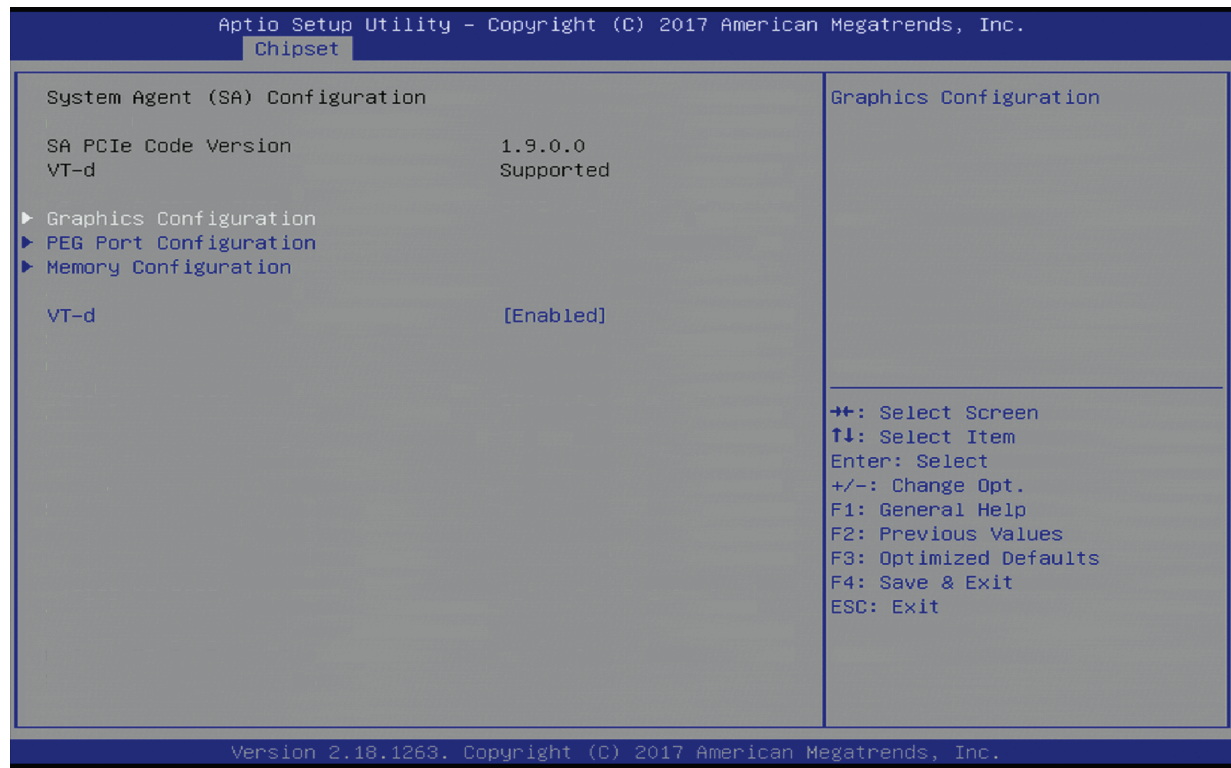 Aptio Setup Utility – Copyright (C) 2017 American Megatrends, Inc.
Chipset
System Agent (SA) Configuration
SA PCIe Code Version 1.9.0.0
VT-d Supported
▶ Graphics Configuration
▶ PEG Port Configuration
▶ Memory Configuration
VT-d [Enabled]
Graphics Configuration
→←: Select Screen
↑↓: Select Item
Enter: Select
+/-: Change Opt.
F1: General Help
F2: Previous Values
F3: Optimized Defaults
F4: Save & Exit
ESC: Exit
Version 2.18.1263. Copyright (C) 2017 American Megatrends, Inc.